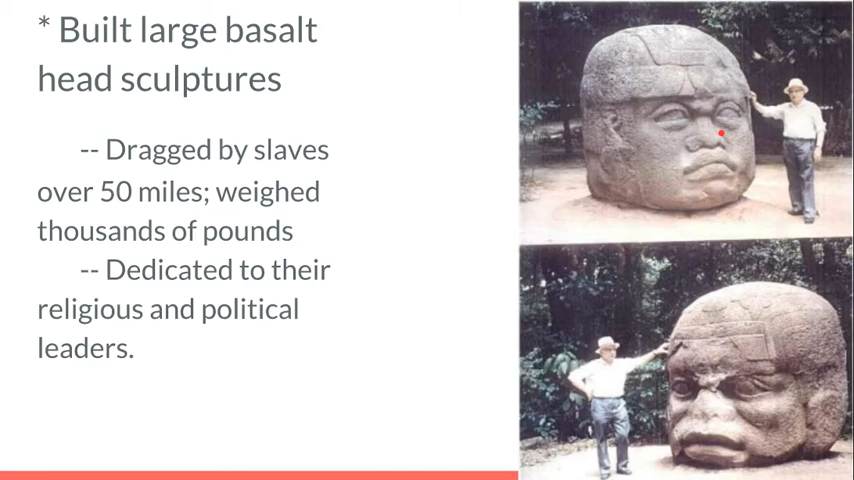 * Built large basalt
head sculptures
-- Dragged by slaves
over 50 miles; weighed
thousands of pounds
-- Dedicated to their
religious and political
leaders.